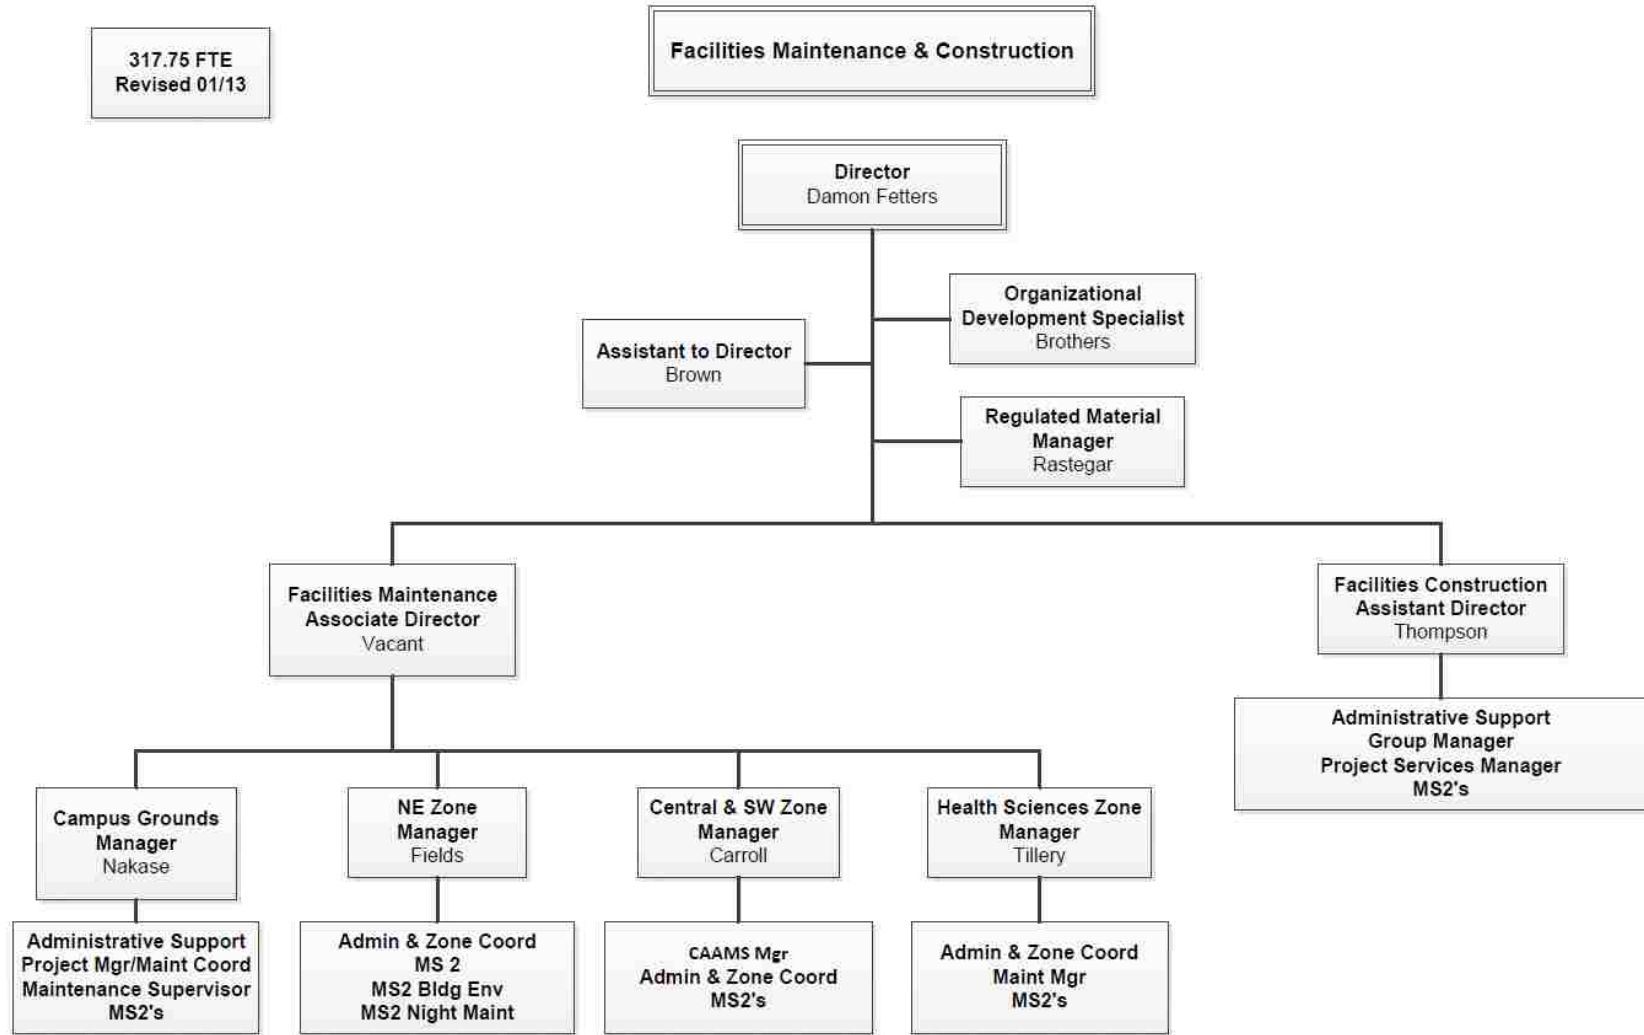 317.75 FTE
Revised 01/13
Facilities Maintenance & Construction
Director
Damon Fetters
Organizational
Development Specialist
Brothers
Assistant to Director
Brown
Regulated Material
Manager
Rastegar
Facilities Maintenance
Associate Director
Vacant
Facilities Construction
Assistant Director
Thompson
Administrative Support
Group Manager
Project Services Manager
MS2's
Campus Grounds
Manager
Nakase
NE Zone
Manager
Fields
Central & SW Zone
Manager
Carroll
Health Sciences Zone
Manager
Tillery
Administrative Support
Project Mgr/Maint Coord
Maintenance Supervisor
MS2's
Admin & Zone Coord
MS 2
MS2 Bldg Env
MS2 Night Maint
CAAMS Mgr
Admin & Zone Coord
MS2's
Admin & Zone Coord
Maint Mgr
MS2's